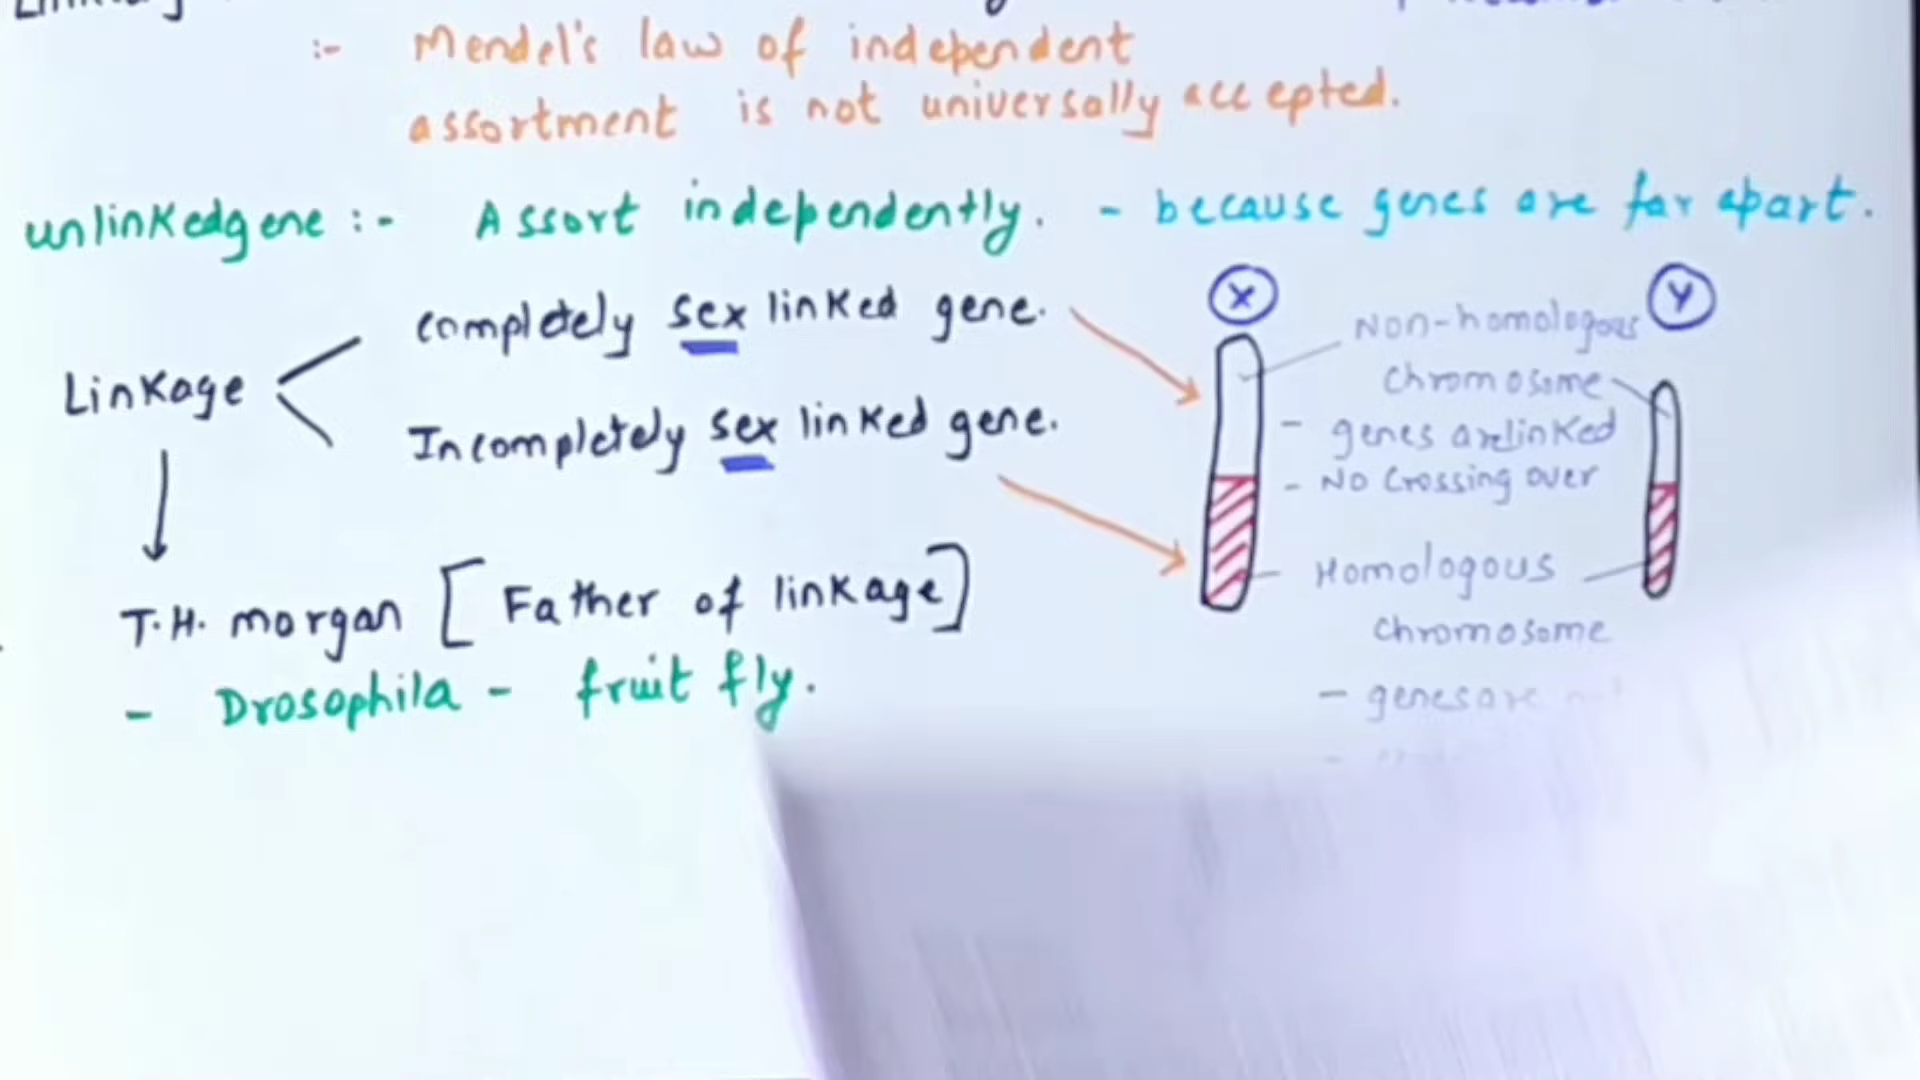 :- Mendel's law of independent
assortment is not universally accepted.
unlinkedgene :- Assort independently. - because genes are far apart.
Linkage
completely sex linked gene.
Incompletely sex linked gene.
T.H. morgan [Father of linkage]
- Drosophila - fruit fly.
X
Y
Non-homologous
Chromosome
- genes arelinked
- No Crossing over
Homologous
Chromosome
- genes are